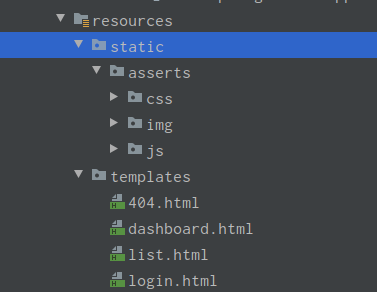 resources
static
asserts
css
img
js
templates
404.html
dashboard.html
list.html
login.html